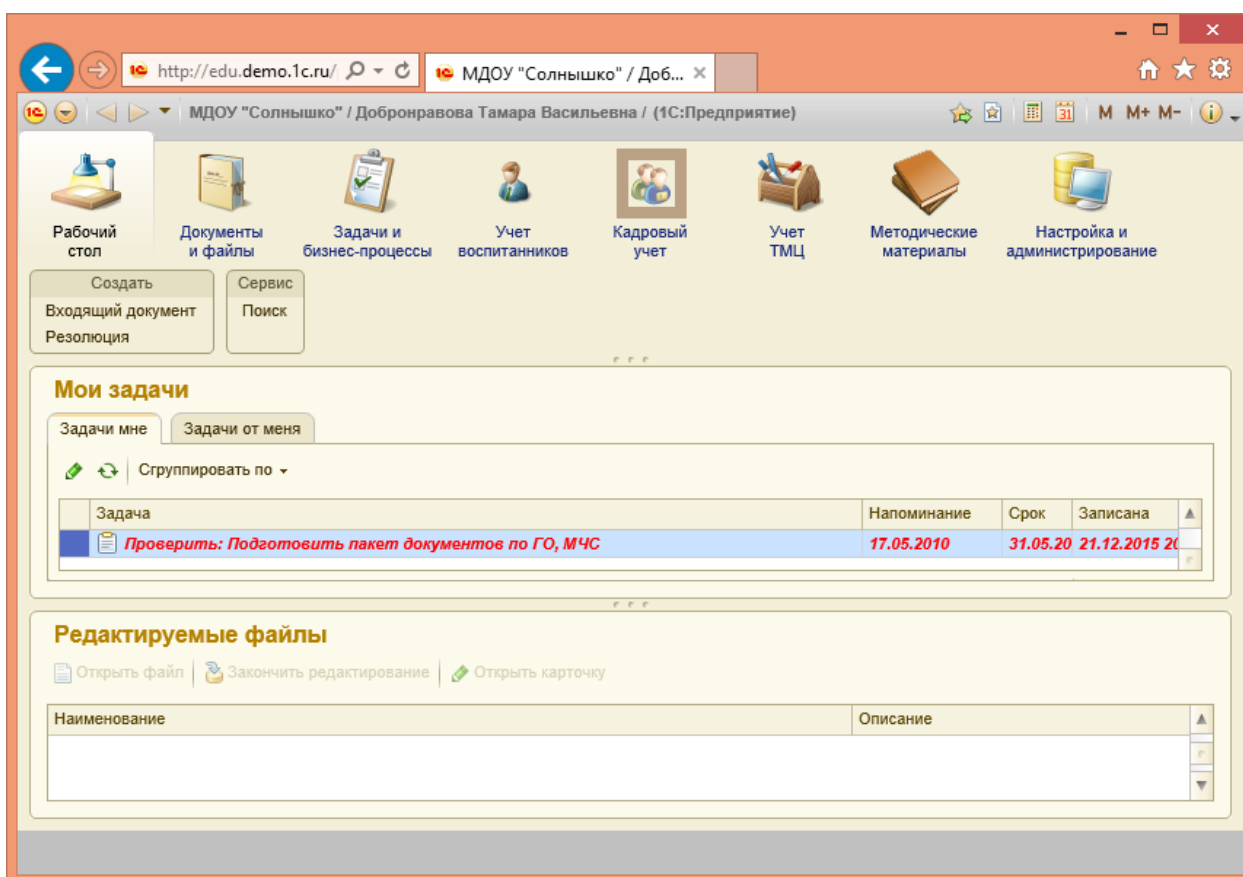 http://edu.demo.1c.ru/
МДОУ "Солнышко" / Доб...
МДОУ "Солнышко" / Добронравова Тамара Васильевна / (1С:Предприятие)
31
M M+ M-
Рабочий стол
Документы и файлы
Задачи и бизнес-процессы
Учет воспитанников
Кадровый учет
Учет ТМЦ
Методические материалы
Настройка и администрирование
Создать
Входящий документ
Резолюция
Сервис
Поиск
Мои задачи
Задачи мне Задачи от меня
Сгруппировать по
Задача Напоминание Срок Записана
Проверить: Подготовить пакет документов по ГО, МЧС 17.05.2010 31.05.20 21.12.2015 20
Редактируемые файлы
Открыть файл Закончить редактирование Открыть карточку
Наименование Описание